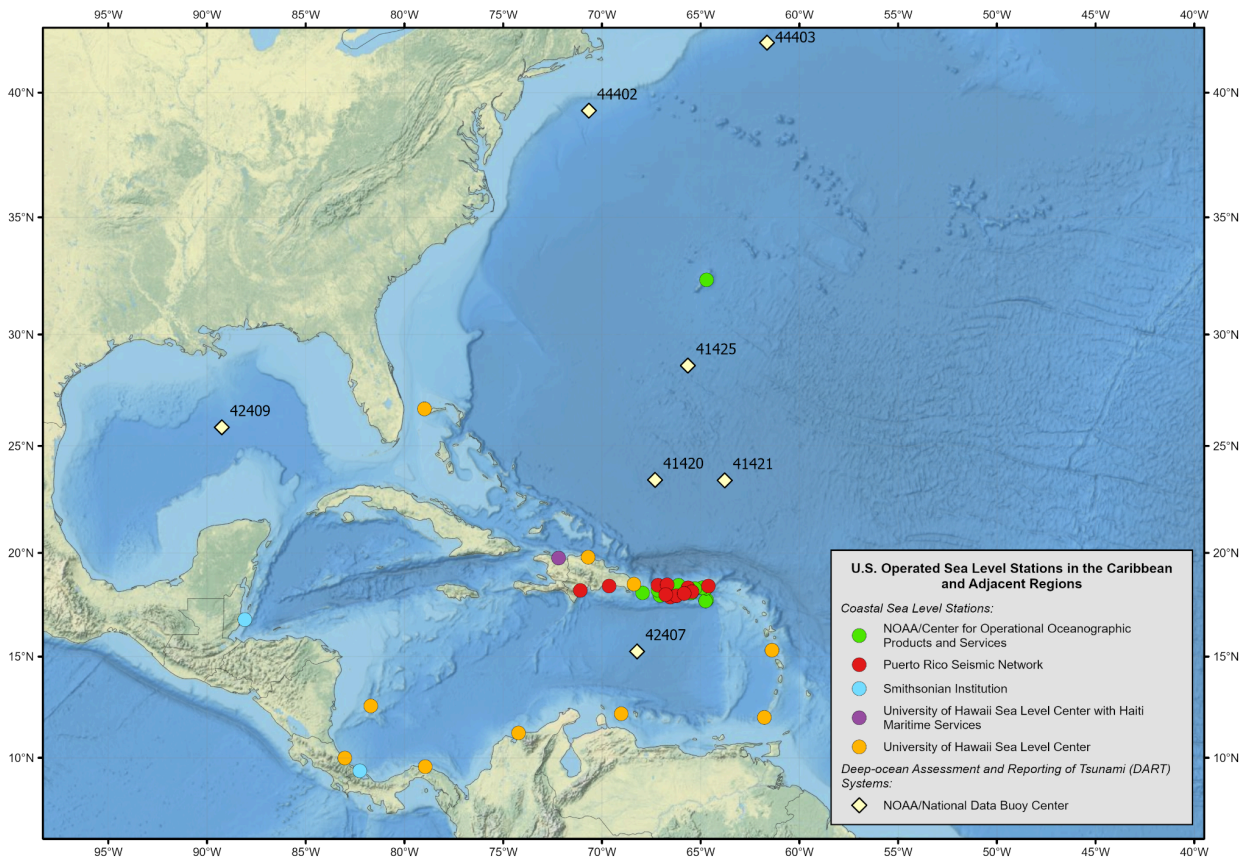 95°W 90°W 85°W 80°W 75°W 70°W 65°W 60°W 55°W 50°W 45°W 40°W
44403
40°N 44402 40°N
35°N 35°N
30°N 30°N
41425
42409
25°N 25°N
41420 41421
20°N 20°N
42407
15°N 15°N
10°N 10°N
U.S. Operated Sea Level Stations in the Caribbean
and Adjacent Regions
Coastal Sea Level Stations:
NOAA/Center for Operational Oceanographic
Products and Services
Puerto Rico Seismic Network
Smithsonian Institution
University of Hawaii Sea Level Center with Haiti
Maritime Services
University of Hawaii Sea Level Center
Deep-ocean Assessment and Reporting of Tsunami (DART)
Systems:
NOAA/National Data Buoy Center
95°W 90°W 85°W 80°W 75°W 70°W 65°W 60°W 55°W 50°W 45°W 40°W